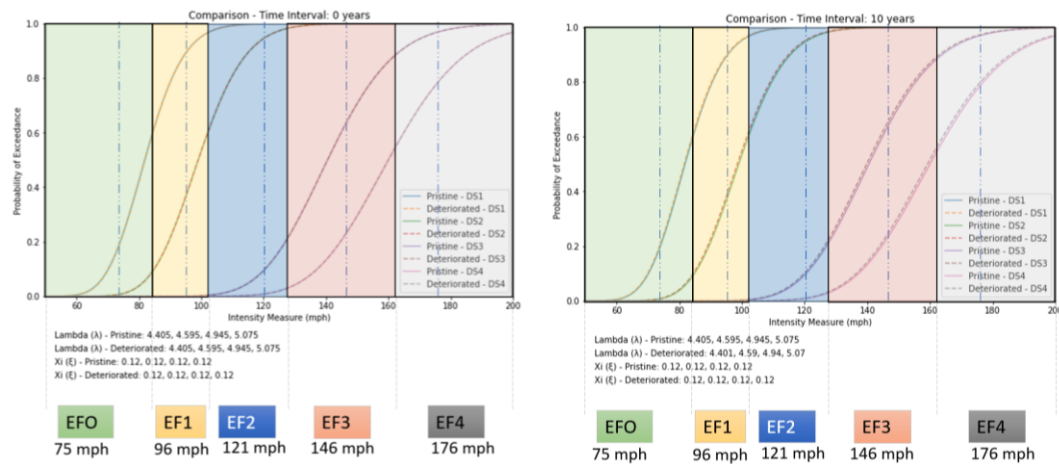 Comparison - Time Interval: 0 years
Probability of Exceedance
1.0
0.8
0.6
0.4
0.2
0.0
60 80 100 120 140 160 180 200
Intensity Measure (mph)
Pristine - DS1
Deteriorated - DS1
Pristine - DS2
Deteriorated - DS2
Pristine - DS3
Deteriorated - DS3
Pristine - DS4
Deteriorated - DS4
Lambda (λ) - Pristine: 4.405, 4.595, 4.945, 5.075
Lambda (λ) - Deteriorated: 4.405, 4.595, 4.945, 5.075
Xi (ξ) - Pristine: 0.12, 0.12, 0.12, 0.12
Xi (ξ) - Deteriorated: 0.12, 0.12, 0.12, 0.12
EFO EF1 EF2 EF3 EF4
75 mph 96 mph 121 mph 146 mph 176 mph
Comparison - Time Interval: 10 years
Probability of Exceedance
1.0
0.8
0.6
0.4
0.2
0.0
60 80 100 120 140 160 180 200
Intensity Measure (mph)
Pristine - DS1
Deteriorated - DS1
Pristine - DS2
Deteriorated - DS2
Pristine - DS3
Deteriorated - DS3
Pristine - DS4
Deteriorated - DS4
Lambda (λ) - Pristine: 4.405, 4.595, 4.945, 5.075
Lambda (λ) - Deteriorated: 4.401, 4.59, 4.94, 5.07
Xi (ξ) - Pristine: 0.12, 0.12, 0.12, 0.12
Xi (ξ) - Deteriorated: 0.12, 0.12, 0.12, 0.12
EFO EF1 EF2 EF3 EF4
75 mph 96 mph 121 mph 146 mph 176 mph